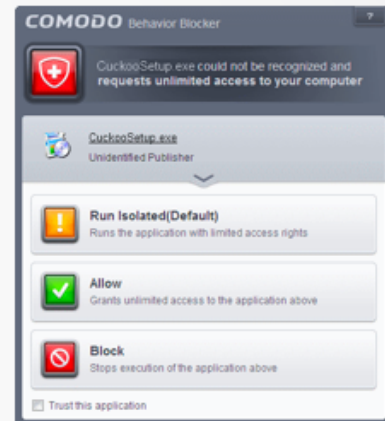 COMODO Behavior Blocker
?
CuckooSetup.exe could not be recognized and
requests unlimited access to your computer
CuckooSetup.exe
Unidentified Publisher
Run Isolated(Default)
Runs the application with limited access rights
Allow
Grants unlimited access to the application above
Block
Stops execution of the application above
Trust this application